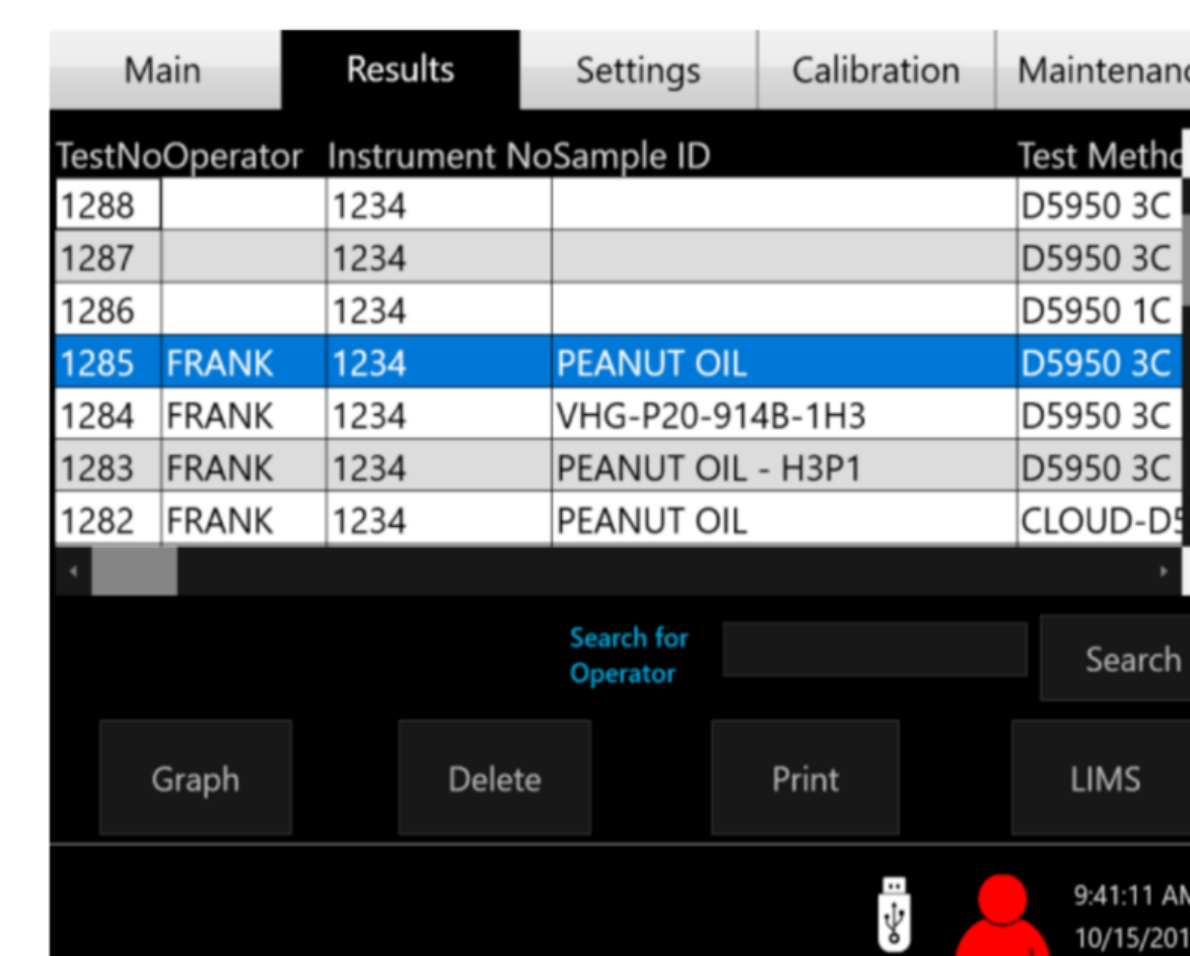 Main Results Settings Calibration Maintenanc
TestNo Operator Instrument No Sample ID Test Metho
1288 1234 D5950 3C
1287 1234 D5950 3C
1286 1234 D5950 1C
1285 FRANK 1234 PEANUT OIL D5950 3C
1284 FRANK 1234 VHG-P20-914B-1H3 D5950 3C
1283 FRANK 1234 PEANUT OIL - H3P1 D5950 3C
1282 FRANK 1234 PEANUT OIL CLOUD-D5
Search for
Operator
Search
Graph Delete Print LIMS
9:41:11 AM
10/15/201